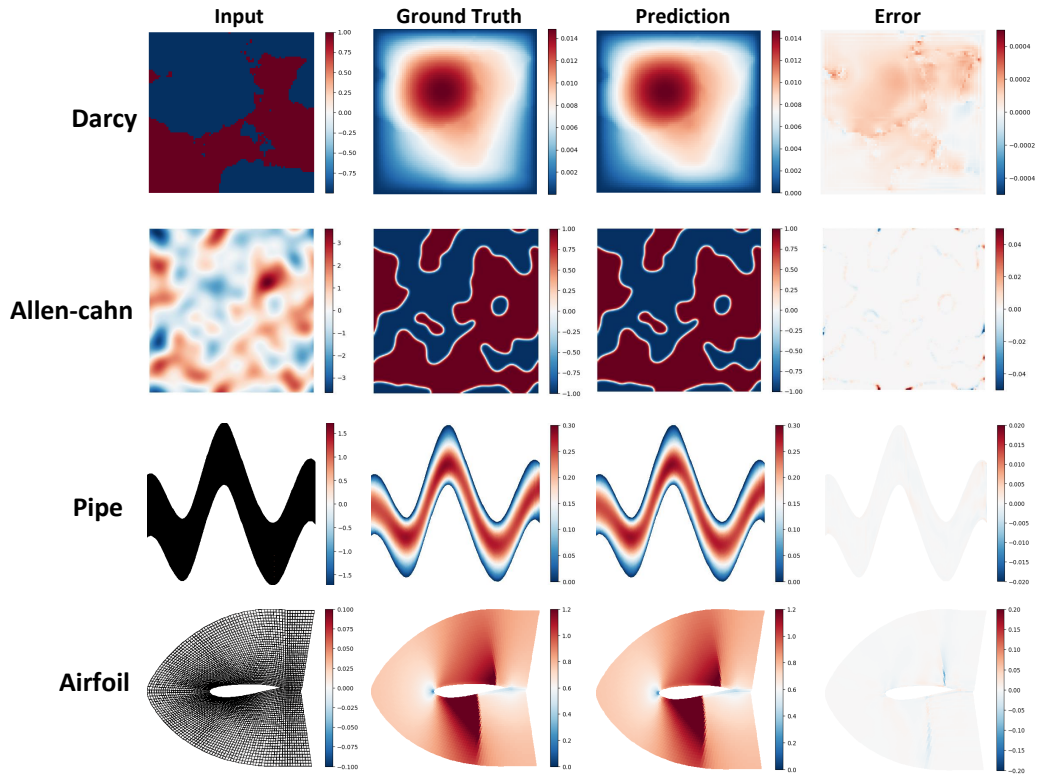 Input Ground Truth Prediction Error
Darcy
1.00 0.75 0.50 0.25 0.00 −0.25 −0.50 −0.75
0.014 0.012 0.010 0.008 0.006 0.004 0.002 0.000
0.014 0.012 0.010 0.008 0.006 0.004 0.002 0.000
0.0004 0.0002 0.0000 −0.0002 −0.0004
Allen-cahn
3 2 1 0 −1 −2 −3
1.00 0.75 0.50 0.25 0.00 −0.25 −0.50 −0.75 −1.00
1.00 0.75 0.50 0.25 0.00 −0.25 −0.50 −0.75 −1.00
0.04 0.02 0.00 −0.02 −0.04
Pipe
1.5 1.0 0.5 0.0 −0.5 −1.0 −1.5
0.30 0.25 0.20 0.15 0.10 0.05 0.00
0.30 0.25 0.20 0.15 0.10 0.05 0.00
0.020 0.015 0.010 0.005 0.000 −0.005 −0.010 −0.015 −0.020
Airfoil
0.100 0.075 0.050 0.025 0.000 −0.025 −0.050 −0.075 −0.100
1.2 1.0 0.8 0.6 0.4 0.2 0.0
1.2 1.0 0.8 0.6 0.4 0.2 0.0
0.20 0.15 0.10 0.05 0.00 −0.05 −0.10 −0.15 −0.20